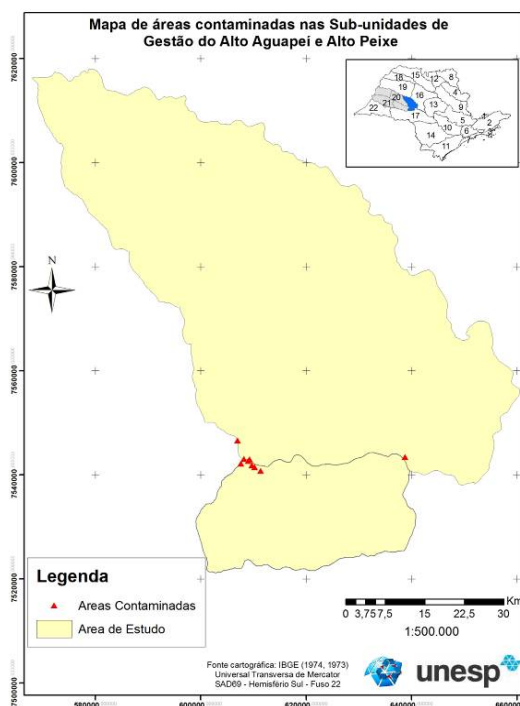 Mapa de áreas contaminadas nas Sub-unidades de
Gestão do Alto Aguapeí e Alto Peixe
18
15
12
8
19
4
20
16
13
9
22
21
17
5
1
2
10
6
3
14
11
7620000
7600000
7580000
7560000
7540000
7520000
7500000
Legenda
Areas Contaminadas
Area de Estudo
Km
0 3,757,5 15 22,5 30
1:500.000
Fonte cartográfica: IBGE (1974, 1973)
Universal Transversa de Mercator
SAD69 - Hemisfério Sul - Fuso 22
unesp
580000 600000 620000 640000 660000